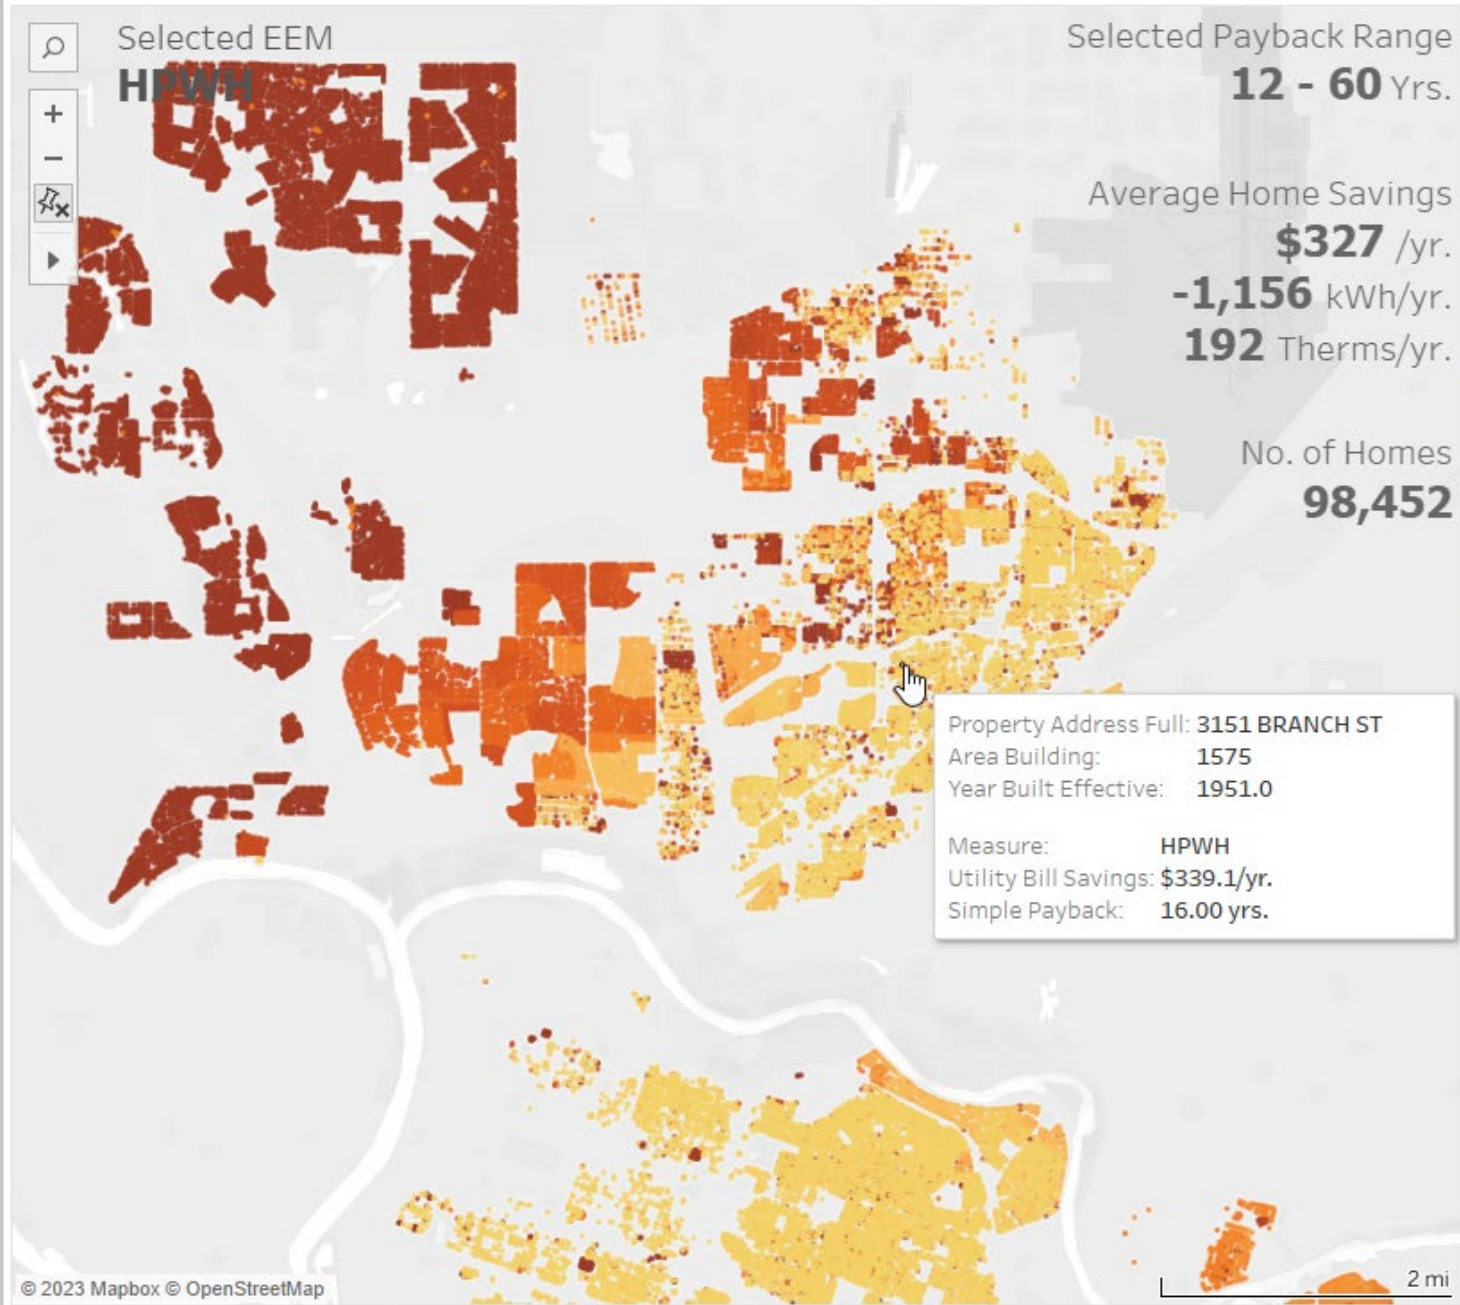 Selected EEM
HPWH
Selected Payback Range
12 - 60 Yrs.
Average Home Savings
$327 /yr.
-1,156 kWh/yr.
192 Therms/yr.
No. of Homes
98,452
Property Address Full: 3151 BRANCH ST
Area Building: 1575
Year Built Effective: 1951.0
Measure: HPWH
Utility Bill Savings: $339.1/yr.
Simple Payback: 16.00 yrs.
© 2023 Mapbox © OpenStreetMap
2 mi